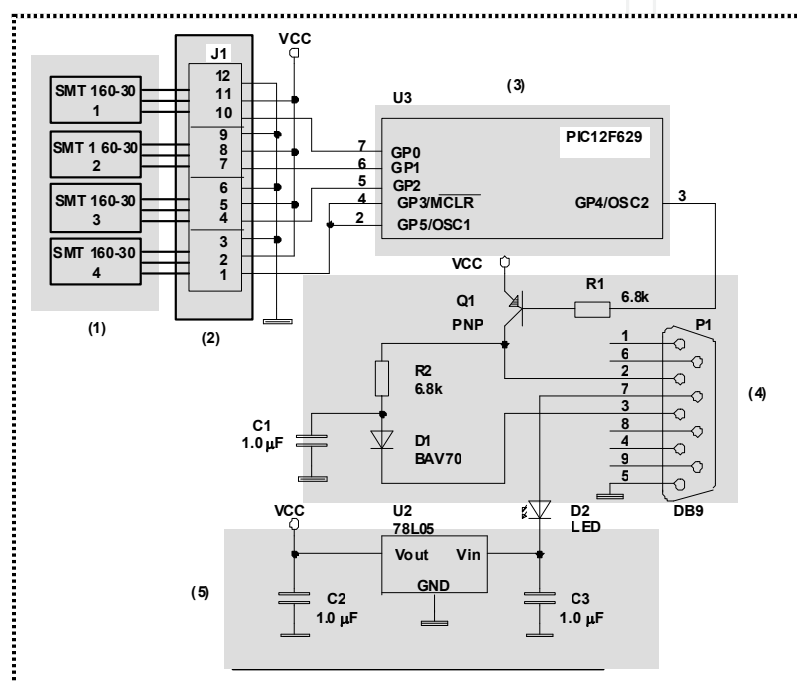 VCC
J1
SMT 160-30
1
SMT 1 60-30
2
SMT 160-30
3
SMT 160-30
4
12
11
10
9
8
7
6
5
4
3
2
1
(1)
(2)
(3)
U3
PIC12F629
7
6
5
4
2
GP0
GP1
GP2
GP3/MCLR
GP5/OSC1
GP4/OSC2
3
VCC
Q1
PNP
R1
6.8k
P1
1
6
2
7
3
8
4
9
5
(4)
R2
6.8k
C1
1.0 µF
D1
BAV70
DB9
D2
LED
VCC
U2
78L05
Vout
Vin
GND
(5)
C2
1.0 µF
C3
1.0 µF